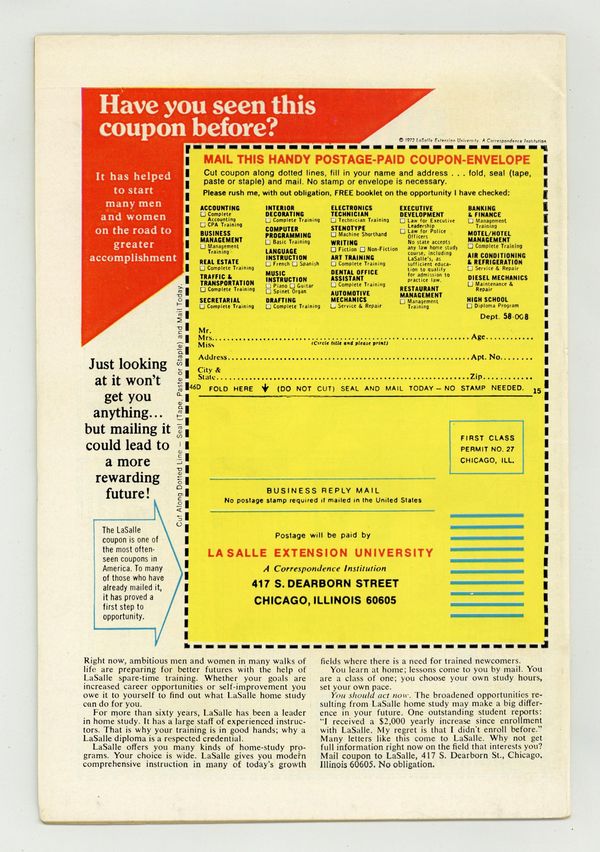 Have you seen this
coupon before?
It has helped
to start
many men
and women
on the road to
greater
accomplishment
Just looking
at it won't
get you
anything...
but mailing it
could lead to
a more
rewarding
future!
The LaSalle
coupon is one of
the most often-
seen coupons in
America. To many
of those who have
already mailed it,
it has proved a
first step to
opportunity.
Cut Along Dotted Line – Seal (Tape, Paste or Staple) and Mail Today.
© 1972 LaSalle Extension University, A Correspondence Institution
MAIL THIS HANDY POSTAGE-PAID COUPON-ENVELOPE
Cut coupon along dotted lines, fill in your name and address . . . fold, seal (tape,
paste or staple) and mail. No stamp or envelope is necessary.
Please rush me, with out obligation, FREE booklet on the opportunity I have checked:
ACCOUNTING
☐ Complete
Accounting
☐ CPA Training
BUSINESS
MANAGEMENT
☐ Management
Training
REAL ESTATE
☐ Complete Training
TRAFFIC &
TRANSPORTATION
☐ Complete Training
SECRETARIAL
☐ Complete Training
INTERIOR
DECORATING
☐ Complete Training
COMPUTER
PROGRAMMING
☐ Basic Training
LANGUAGE
INSTRUCTION
☐ French ☐ Spanish
MUSIC
INSTRUCTION
☐ Piano ☐ Guitar
☐ Spinet Organ
DRAFTING
☐ Complete Training
ELECTRONICS
TECHNICIAN
☐ Technician Training
STENOTYPE
☐ Machine Shorthand
WRITING
☐ Fiction ☐ Non-Fiction
ART TRAINING
☐ Complete Training
DENTAL OFFICE
ASSISTANT
☐ Complete Training
AUTOMOTIVE
MECHANICS
☐ Service & Repair
EXECUTIVE
DEVELOPMENT
☐ Law for Executive
Leadership
☐ Law for Police
Officers
No state accepts
any law home study
course, including
LaSalle's, as
sufficient educa-
tion to qualify
for admission to
practice law.
RESTAURANT
MANAGEMENT
☐ Management
Training
BANKING
& FINANCE
☐ Management
Training
MOTEL/HOTEL
MANAGEMENT
☐ Complete Training
AIR CONDITIONING
& REFRIGERATION
☐ Service & Repair
DIESEL MECHANICS
☐ Maintenance &
Repair
HIGH SCHOOL
☐ Diploma Program
Dept. 58-008
Mr.
Mrs. Age
Miss (Circle title and please print)
Address Apt. No.
City &
State Zip
46D FOLD HERE ↓ (DO NOT CUT) SEAL AND MAIL TODAY – NO STAMP NEEDED. 15
FIRST CLASS
PERMIT NO. 27
CHICAGO, ILL.
BUSINESS REPLY MAIL
No postage stamp required if mailed in the United States
Postage will be paid by
LA SALLE EXTENSION UNIVERSITY
A Correspondence Institution
417 S. DEARBORN STREET
CHICAGO, ILLINOIS 60605
Right now, ambitious men and women in many walks of
life are preparing for better futures with the help of
LaSalle spare-time training. Whether your goals are
increased career opportunities or self-improvement you
owe it to yourself to find out what LaSalle home study
can do for you.
For more than sixty years, LaSalle has been a leader
in home study. It has a large staff of experienced instruc-
tors. That is why your training is in good hands; why a
LaSalle diploma is a respected credential.
LaSalle offers you many kinds of home-study pro-
grams. Your choice is wide. LaSalle gives you modern
comprehensive instruction in many of today's growth
fields where there is a need for trained newcomers.
You learn at home; lessons come to you by mail. You
are a class of one; you choose your own study hours,
set your own pace.
You should act now. The broadened opportunities re-
sulting from LaSalle home study may make a big differ-
ence in your future. One outstanding student reports:
"I received a $2,000 yearly increase since enrollment
with LaSalle. My regret is that I didn't enroll before."
Many letters like this come to LaSalle. Why not get
full information right now on the field that interests you?
Mail coupon to LaSalle, 417 S. Dearborn St., Chicago,
Illinois 60605. No obligation.